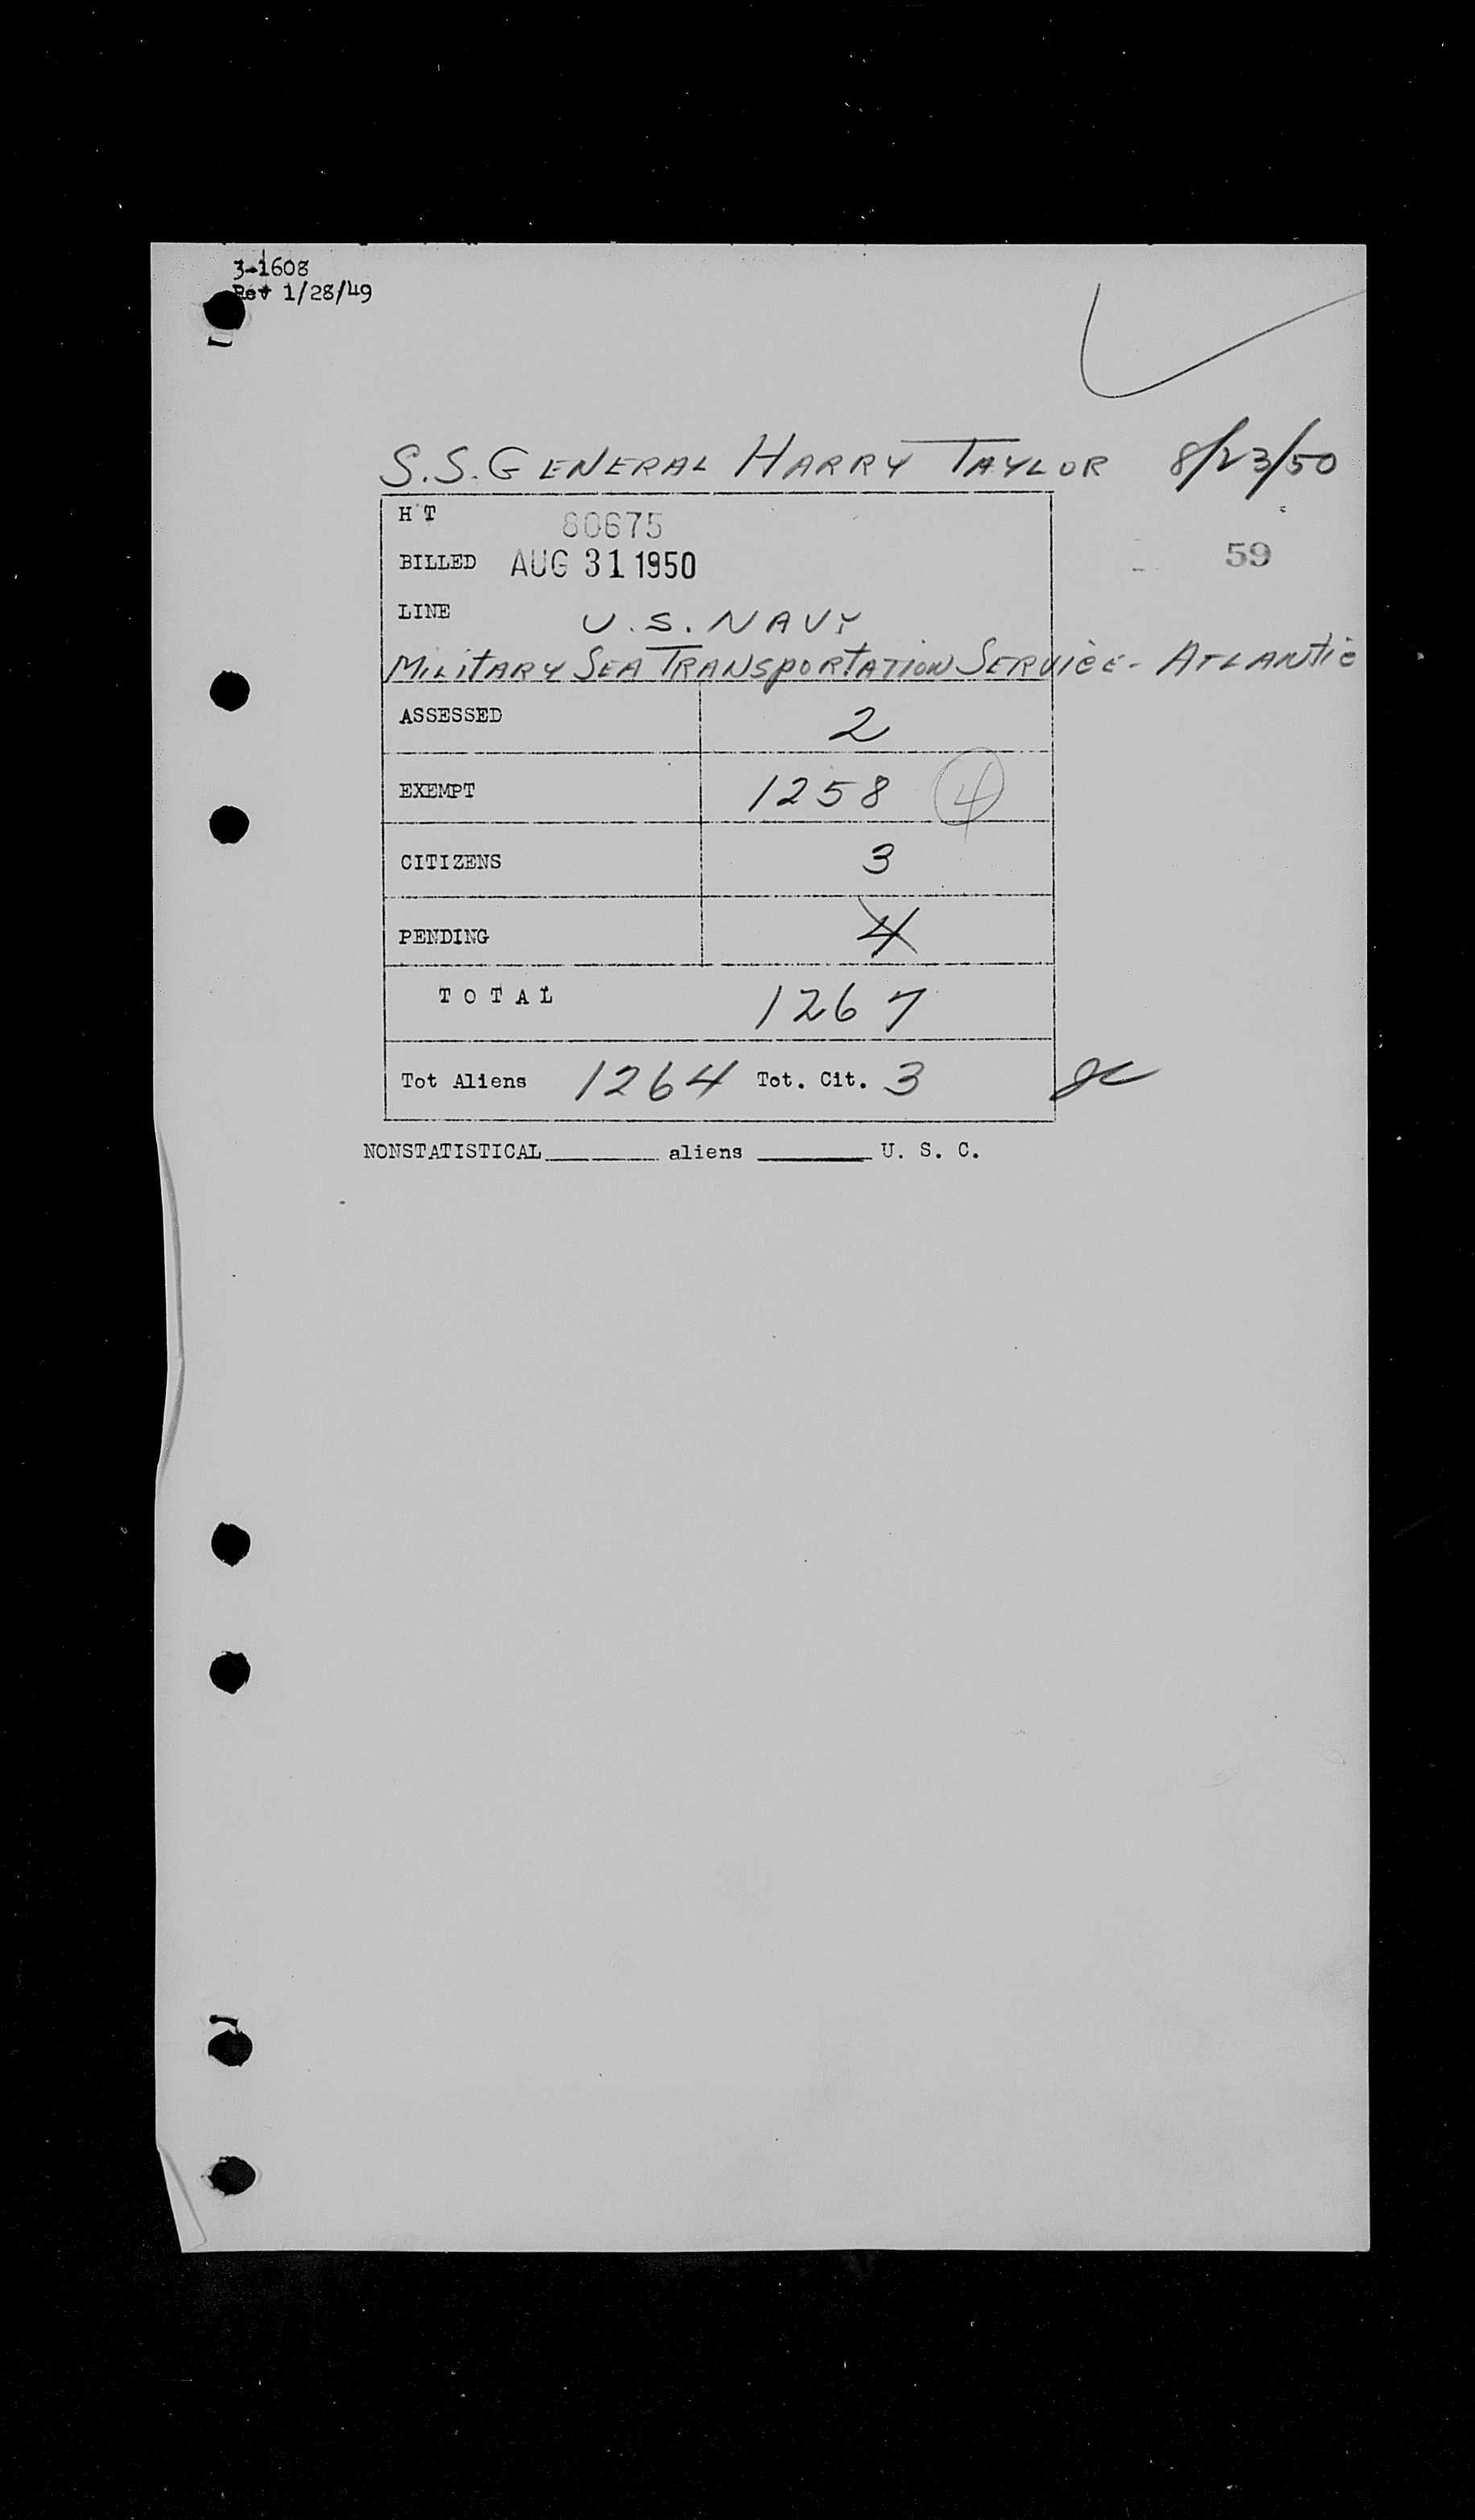 3-1608
Rev 1/28/49
S.S. GENERAL HARRY TAYLOR 8/23/50
H T 80675
59
BILLED AUG 31 1950
LINE U.S. NAVY
MILITARY SEA TRANSPORTATION SERVICE - ATLANTIC
ASSESSED 2
EXEMPT 1258 4
CITIZENS 3
PENDING 4
TOTAL 1267
Tot Aliens 1264 Tot. Cit. 3
NONSTATISTICAL aliens U. S. C.